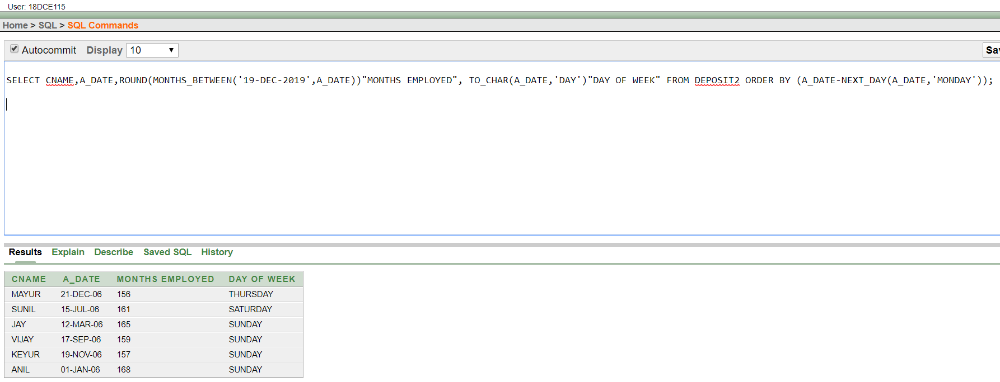 User: 18DCE115
Home > SQL > SQL Commands
Autocommit Display 10
SELECT CNAME,A_DATE,ROUND(MONTHS_BETWEEN('19-DEC-2019',A_DATE))"MONTHS EMPLOYED", TO_CHAR(A_DATE,'DAY')"DAY OF WEEK" FROM DEPOSIT2 ORDER BY (A_DATE-NEXT_DAY(A_DATE,'MONDAY'));
Results Explain Describe Saved SQL History
CNAME A_DATE MONTHS EMPLOYED DAY OF WEEK
MAYUR 21-DEC-06 156 THURSDAY
SUNIL 15-JUL-06 161 SATURDAY
JAY 12-MAR-06 165 SUNDAY
VIJAY 17-SEP-06 159 SUNDAY
KEYUR 19-NOV-06 157 SUNDAY
ANIL 01-JAN-06 168 SUNDAY